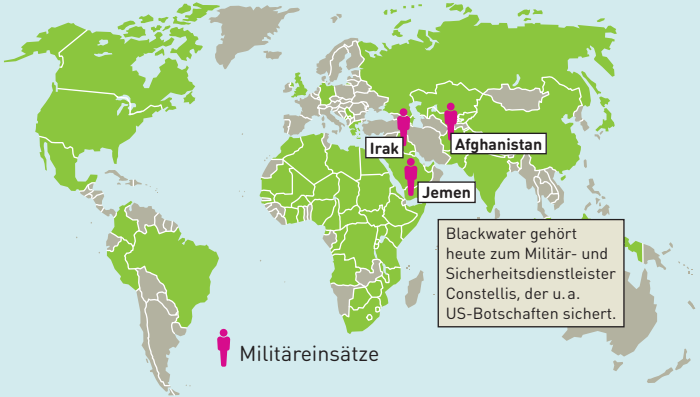 Irak
Afghanistan
Jemen
Blackwater gehört
heute zum Militär- und
Sicherheitsdienstleister
Constellis, der u. a.
US-Botschaften sichert.
Militäreinsätze